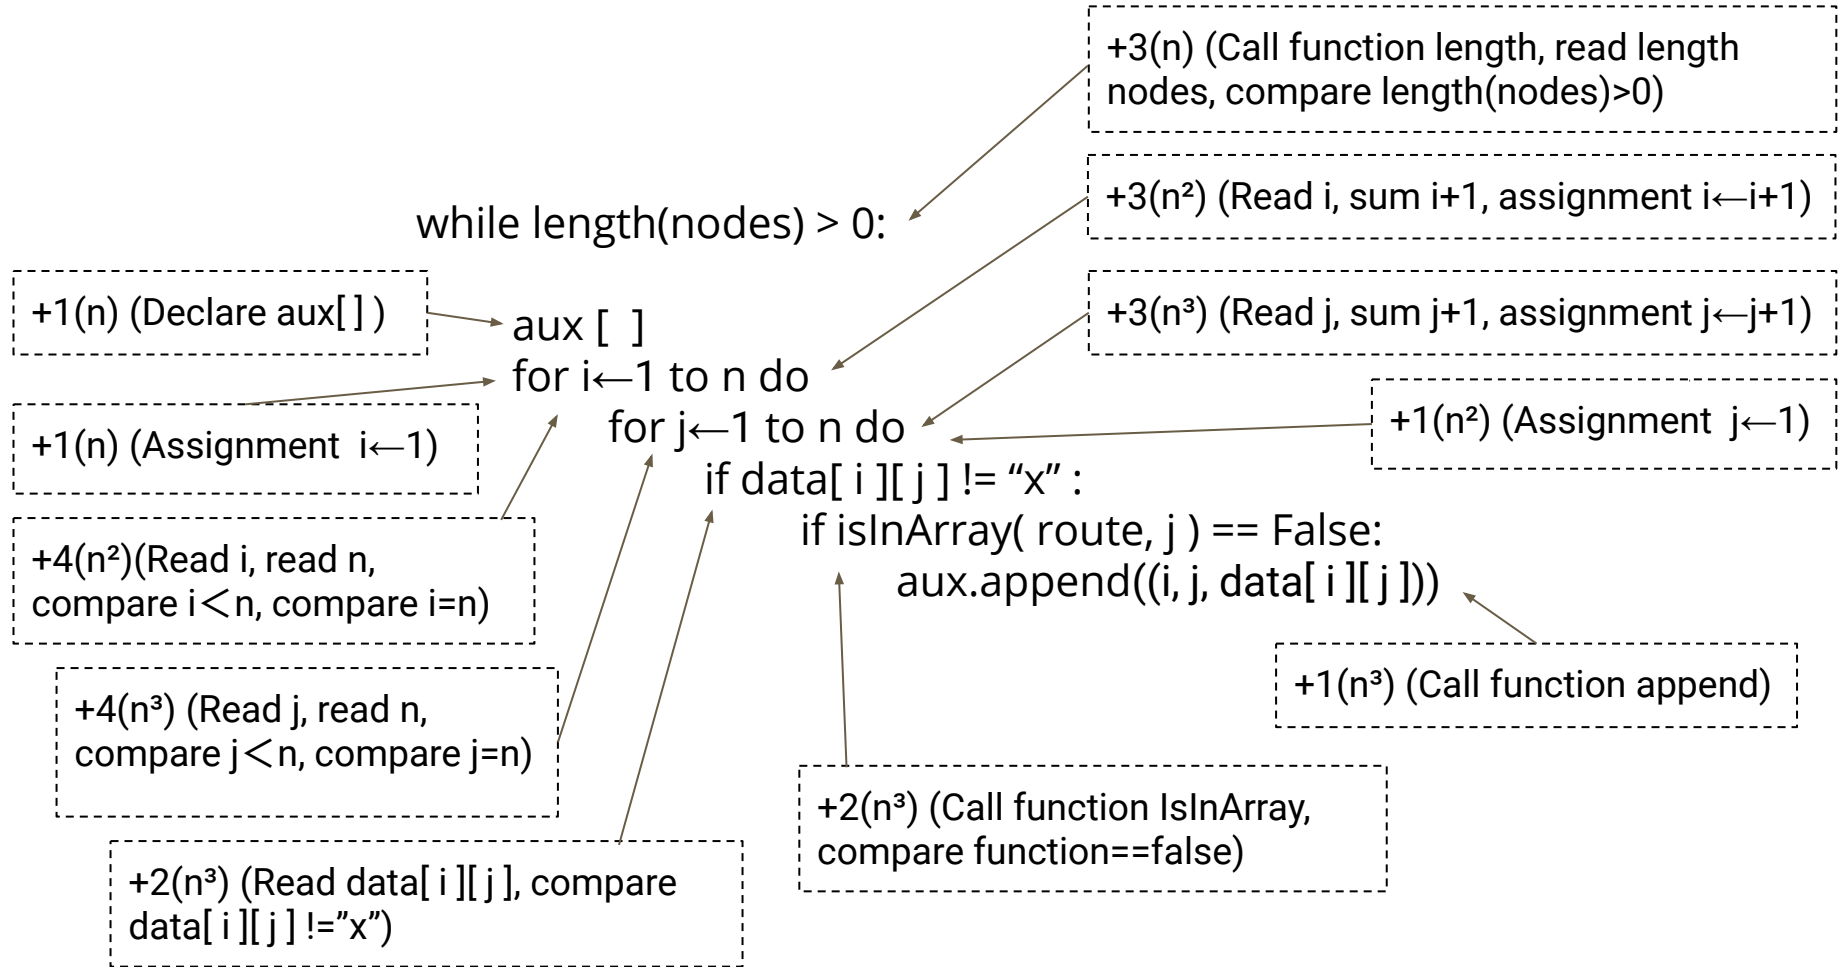 +3(n) (Call function length, read length
nodes, compare length(nodes)>0)
+3(n²) (Read i, sum i+1, assignment i←i+1)
while length(nodes) > 0:
+1(n) (Declare aux[ ] )
+3(n³) (Read j, sum j+1, assignment j←j+1)
aux [ ]
for i←1 to n do
+1(n) (Assignment i←1)
for j←1 to n do
+1(n²) (Assignment j←1)
if data[ i ][ j ] != “x” :
if isInArray( route, j ) == False:
+4(n²)(Read i, read n,
compare i<n, compare i=n)
aux.append((i, j, data[ i ][ j ]))
+1(n³) (Call function append)
+4(n³) (Read j, read n,
compare j<n, compare j=n)
+2(n³) (Call function IsInArray,
compare function==false)
+2(n³) (Read data[ i ][ j ], compare
data[ i ][ j ] !=”x”)